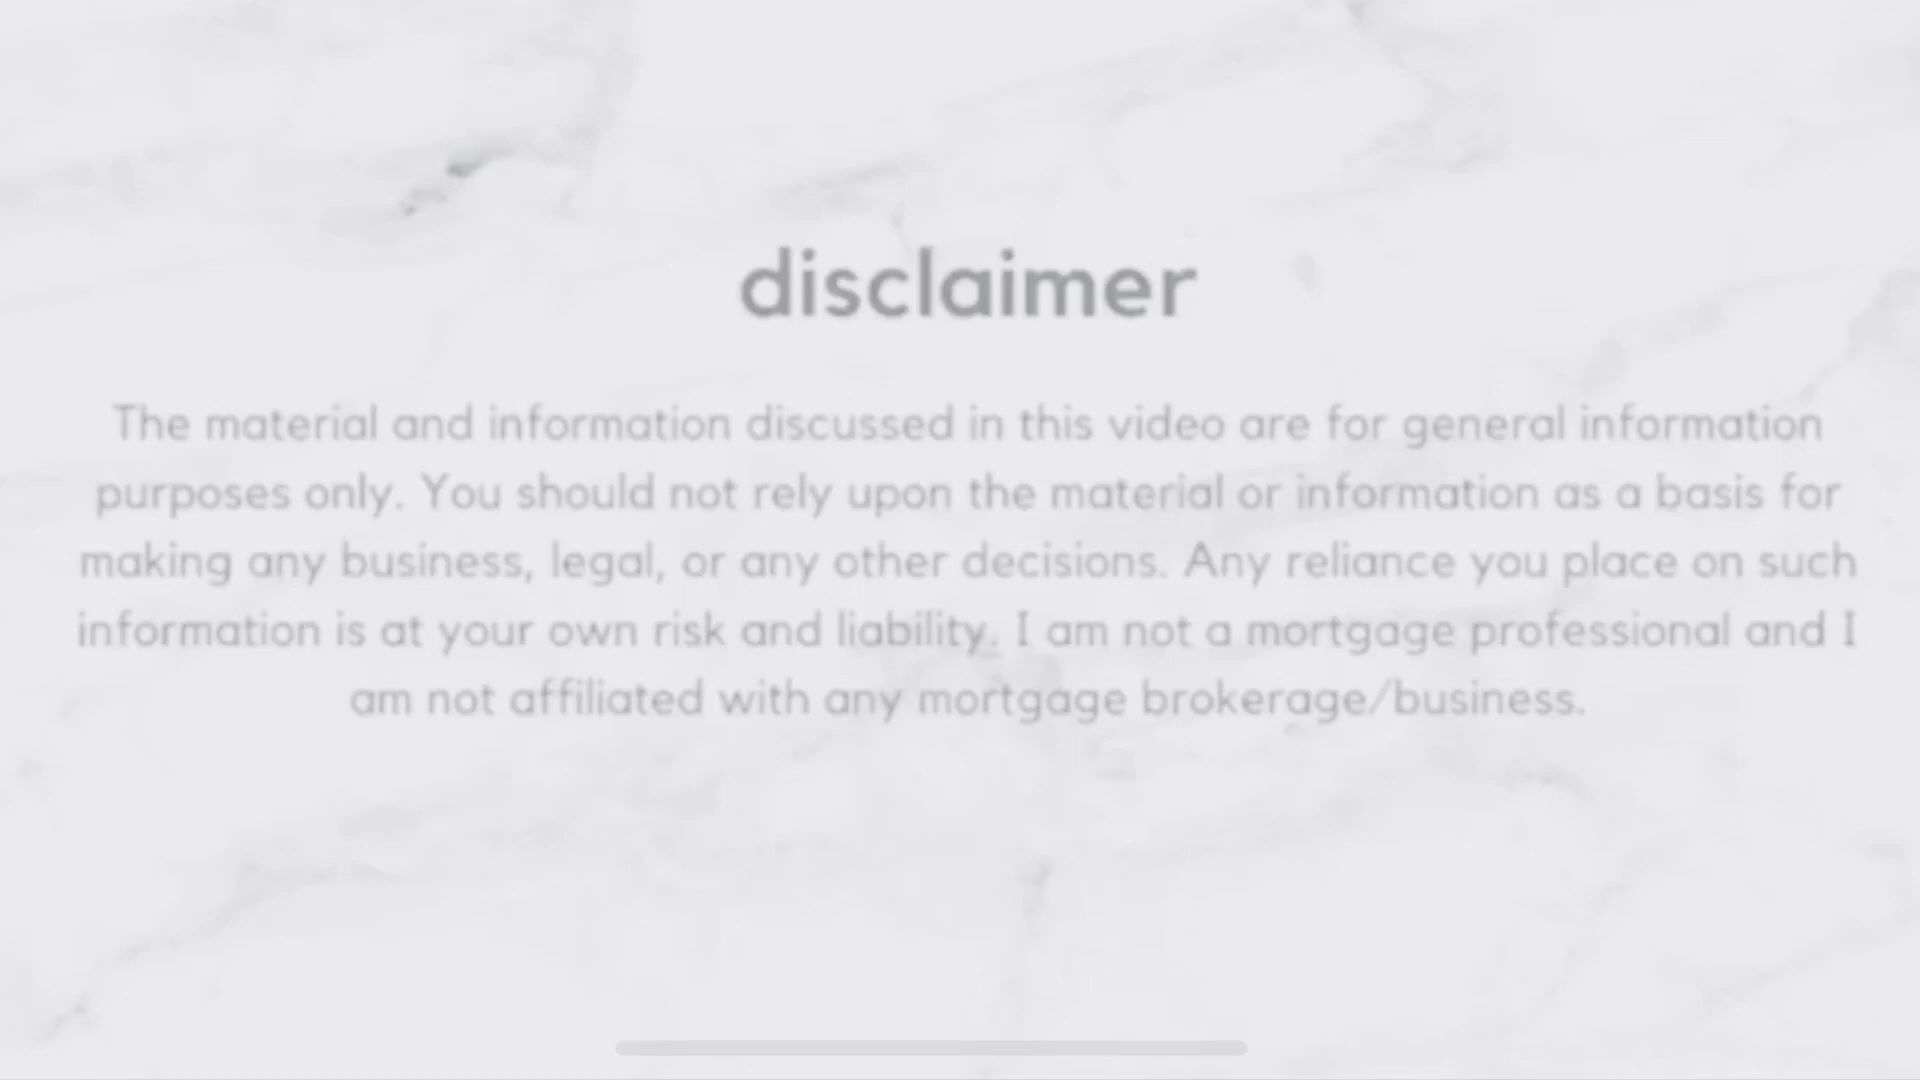 disclaimer
The material and information discussed in this video are for general information
purposes only. You should not rely upon the material or information as a basis for
making any business, legal, or any other decisions. Any reliance you place on such
information is at your own risk and liability. I am not a mortgage professional and I
am not affiliated with any mortgage brokerage/business.